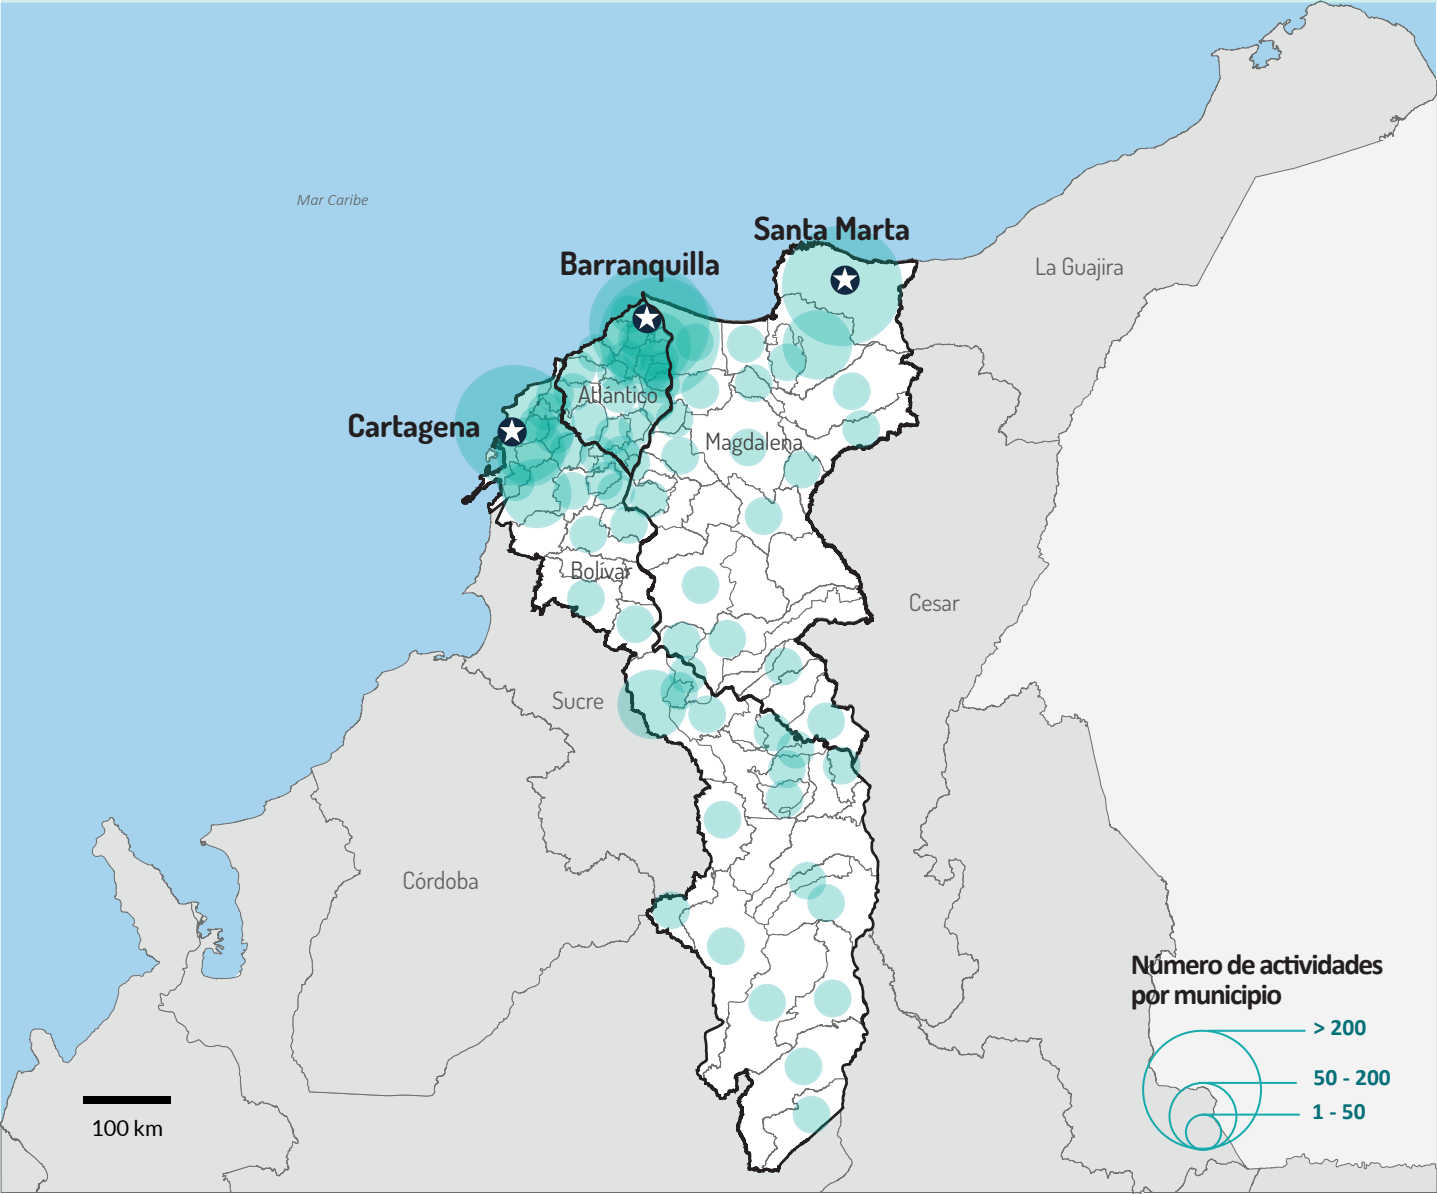 Mar Caribe
Santa Marta
Barranquilla
La Guajira
Atlántico
Cartagena
Magdalena
Bolívar
Cesar
Sucre
Córdoba
Número de actividades
por municipio
> 200
50 - 200
1 - 50
100 km